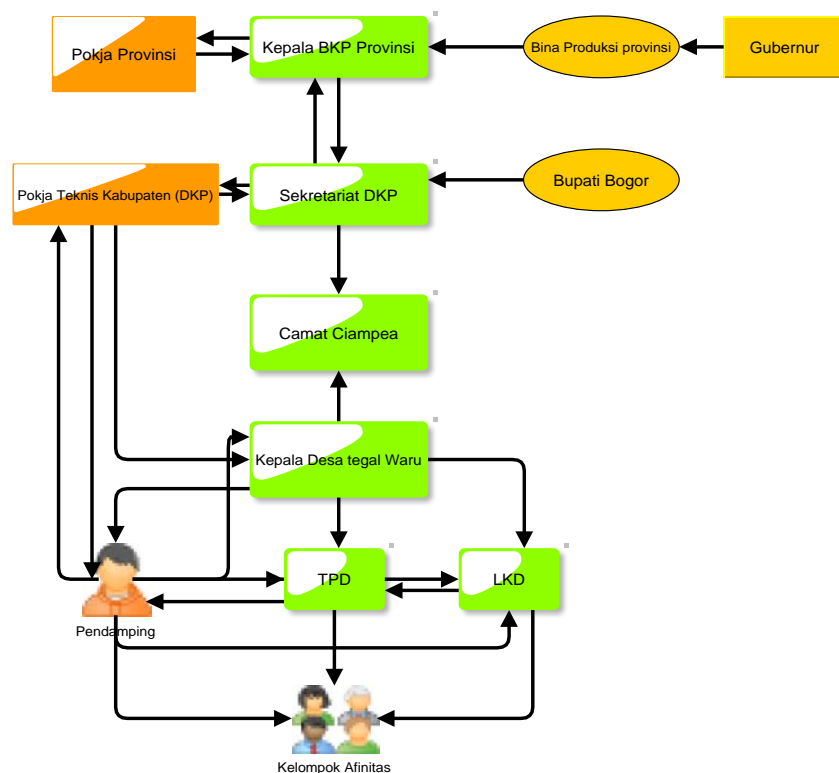 Pokja Provinsi
Kepala BKP Provinsi
Bina Produksi provinsi
Gubernur
Pokja Teknis Kabupaten (DKP)
Sekretariat DKP
Bupati Bogor
Camat Ciampea
Kepala Desa tegal Waru
TPD
LKD
Pendamping
Kelompok Afinitas